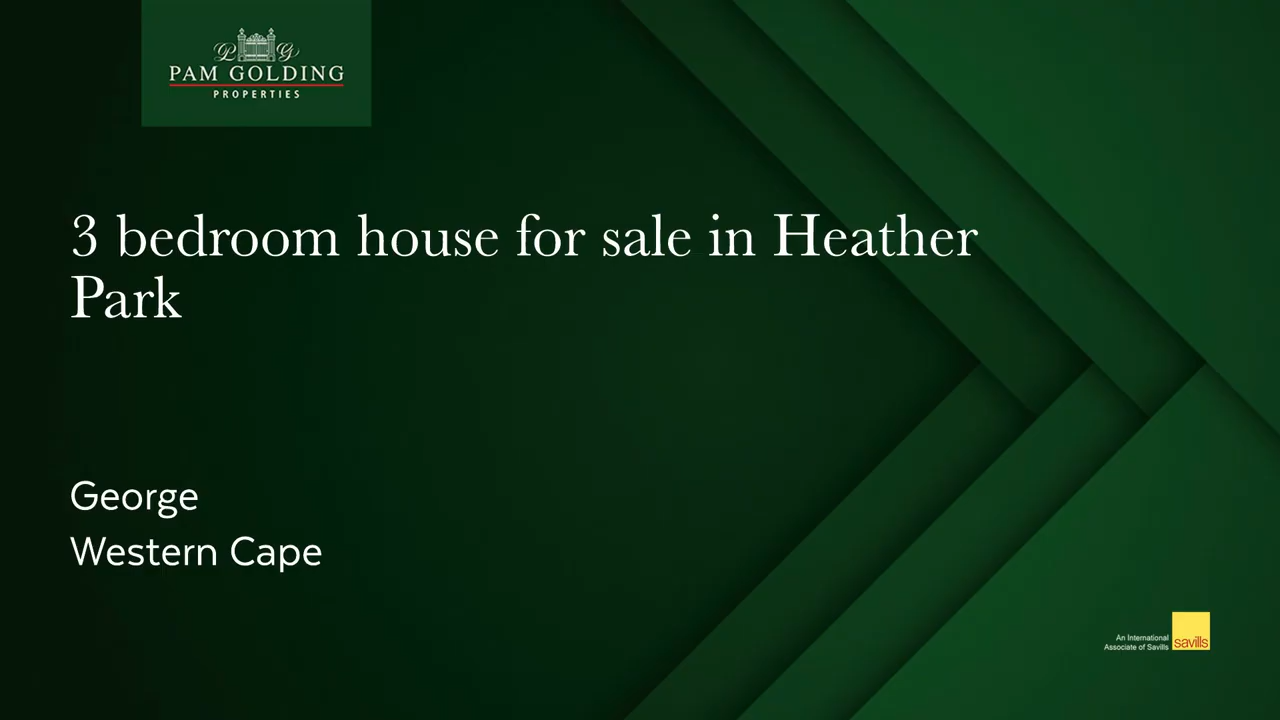 PG
PAM GOLDING
PROPERTIES
3 bedroom house for sale in Heather
Park
George
Western Cape
An International
Associate of Savills
savills